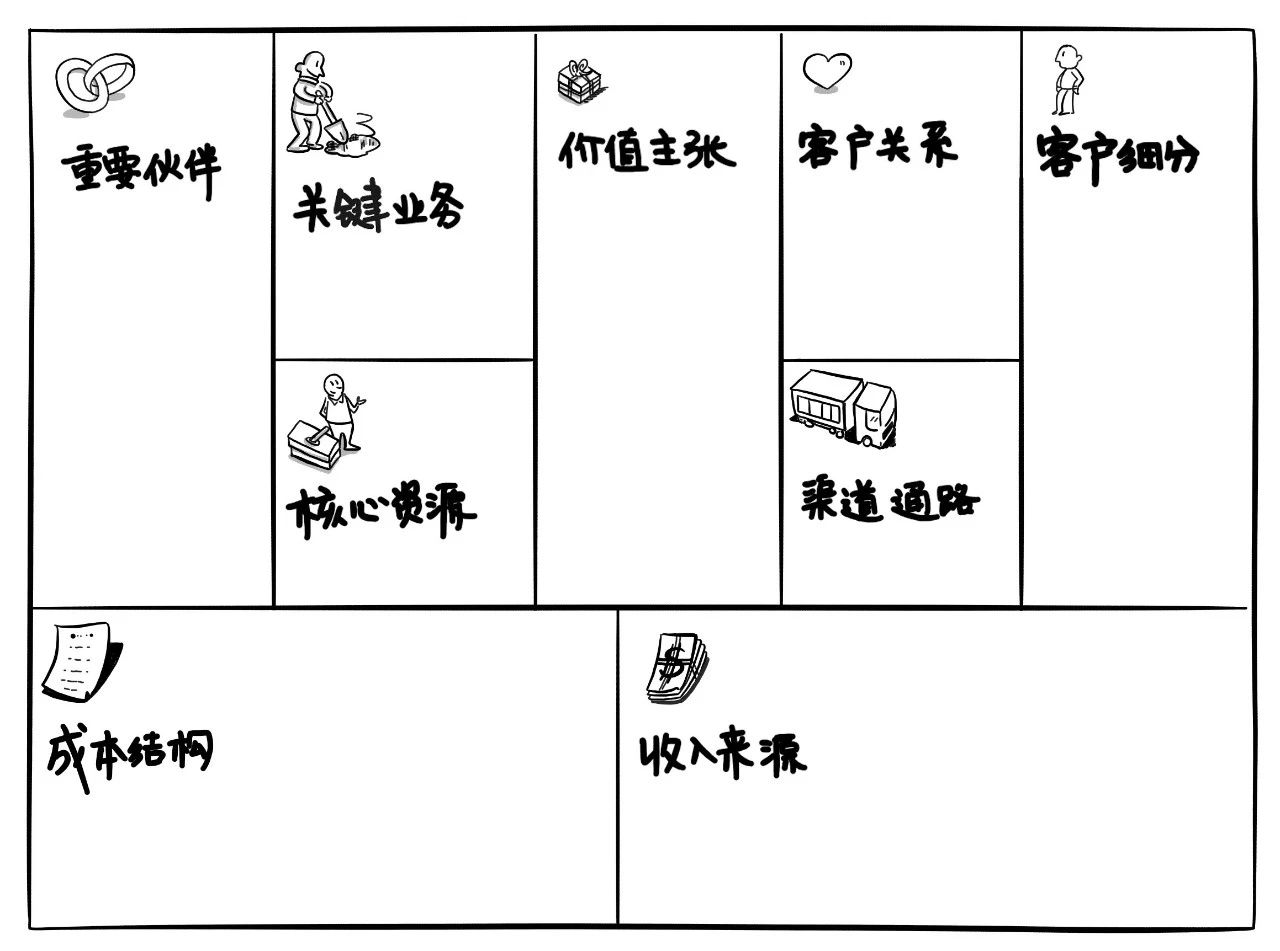 重要伙伴
关键业务
核心资源
价值主张
客户关系
渠道通路
客户细分
成本结构
收入来源